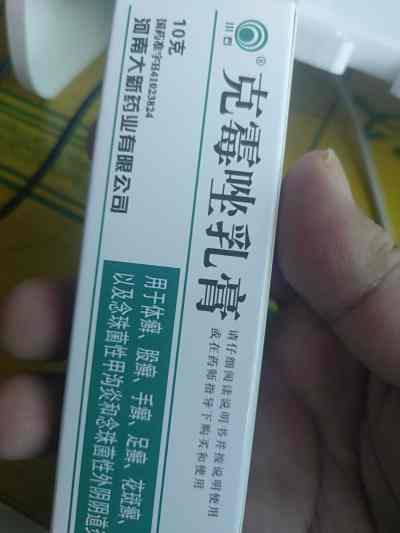 川石
®
克霉唑乳膏
请仔细阅读说明书并按说明使用
或在药师指导下购买和使用
10克
国药准字H41023824
河南大新药业有限公司
用于体癣、股癣、手癣、足癣、花斑癣、
以及念珠菌性甲沟炎和念珠菌性外阴阴道炎